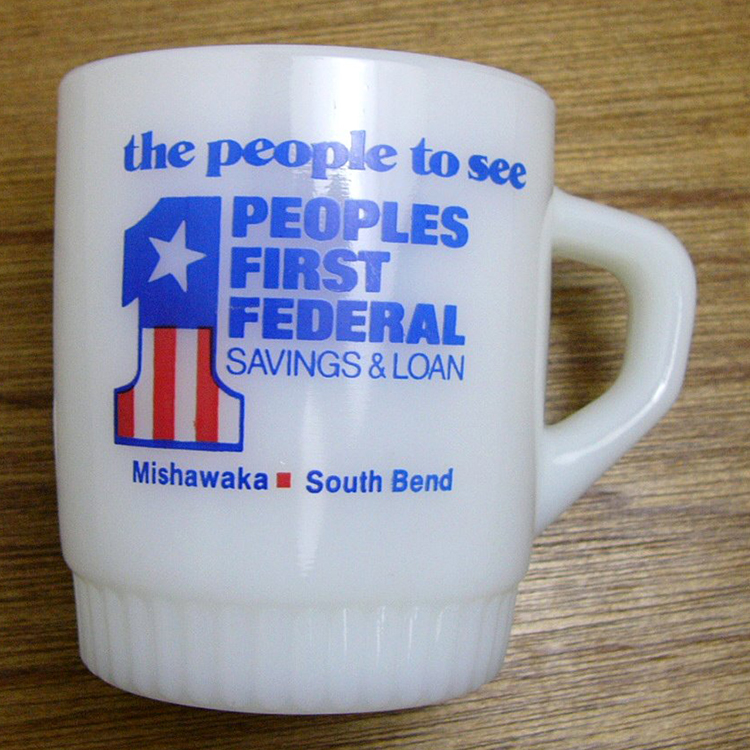 the people to see
PEOPLES
FIRST
FEDERAL
SAVINGS & LOAN
Mishawaka ▪ South Bend